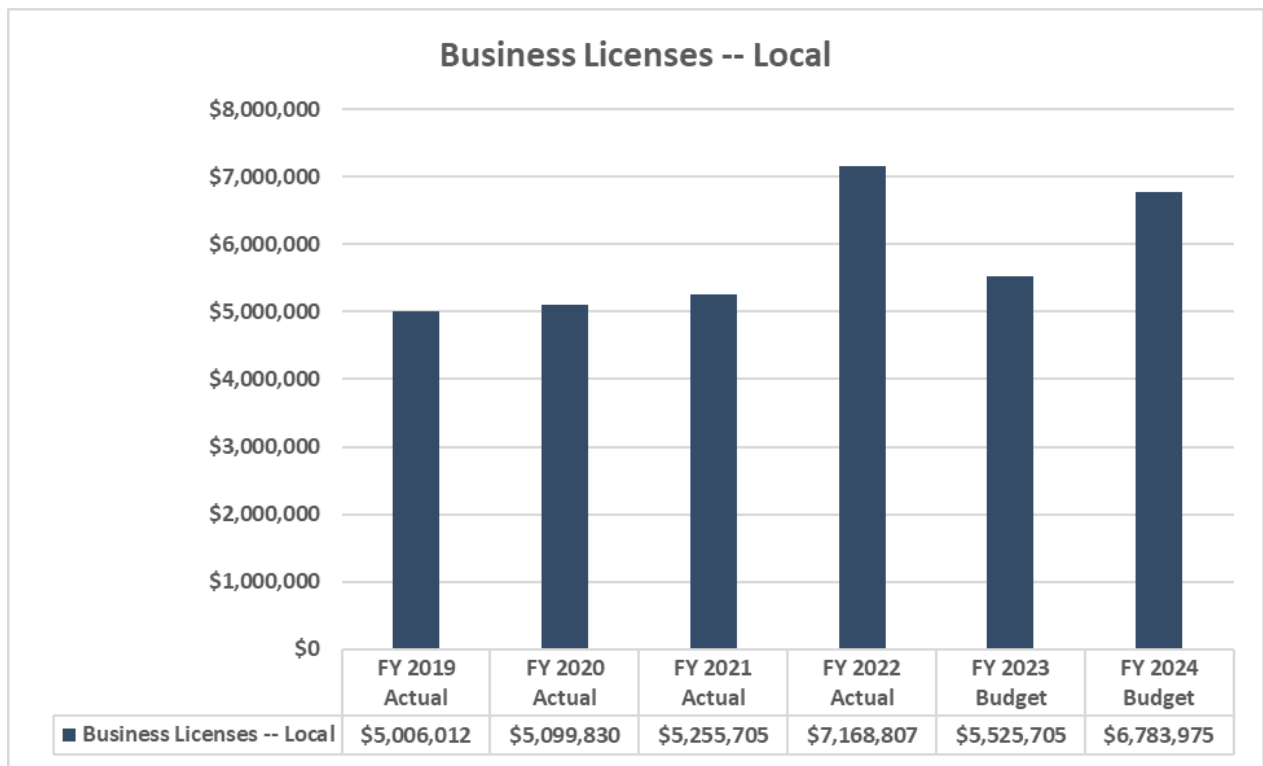 Business Licenses -- Local
$8,000,000
$7,000,000
$6,000,000
$5,000,000
$4,000,000
$3,000,000
$2,000,000
$1,000,000
$0
FY 2019 FY 2020 FY 2021 FY 2022 FY 2023 FY 2024
Actual Actual Actual Actual Budget Budget
Business Licenses -- Local $5,006,012 $5,099,830 $5,255,705 $7,168,807 $5,525,705 $6,783,975